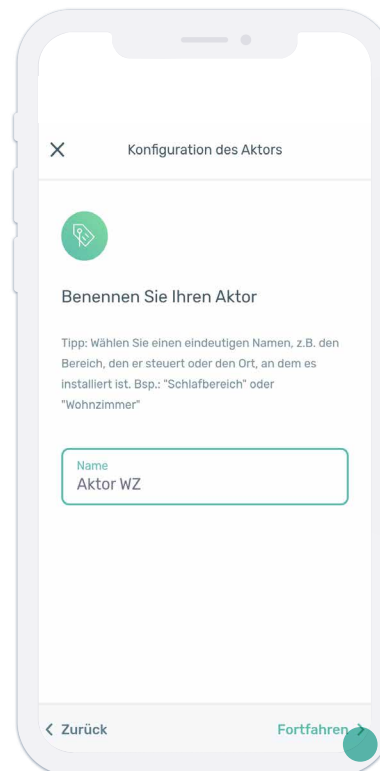 Konfiguration des Aktors
Benennen Sie Ihren Aktor
Tipp: Wählen Sie einen eindeutigen Namen, z.B. den
Bereich, den er steuert oder den Ort, an dem es
installiert ist. Bsp.: "Schlafbereich" oder
"Wohnzimmer"
Name
Aktor WZ
Zurück Fortfahren